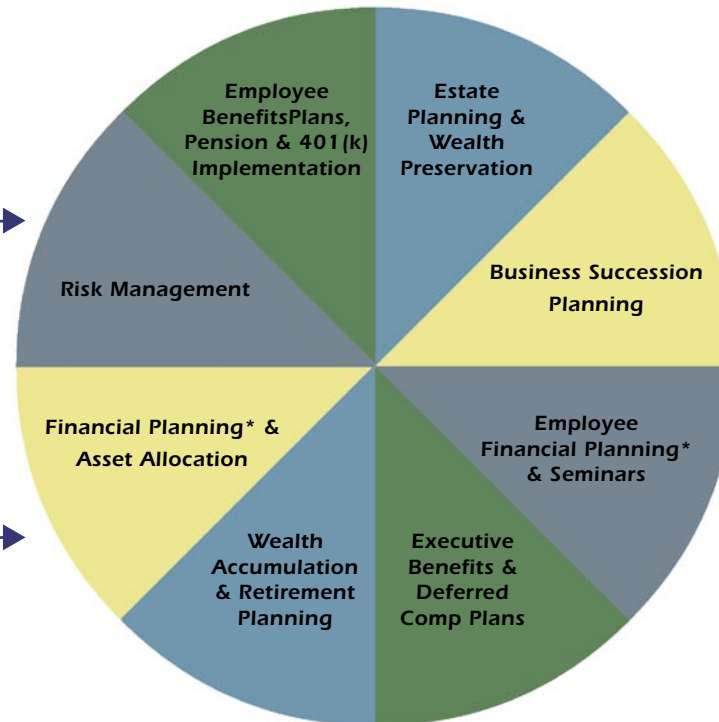 Employee
BenefitsPlans,
Pension & 401(k)
Implementation
Estate
Planning &
Wealth
Preservation
Business Succession
Planning
Employee
Financial Planning*
& Seminars
Executive
Benefits &
Deferred
Comp Plans
Wealth
Accumulation
& Retirement
Planning
Financial Planning* &
Asset Allocation
Risk Management